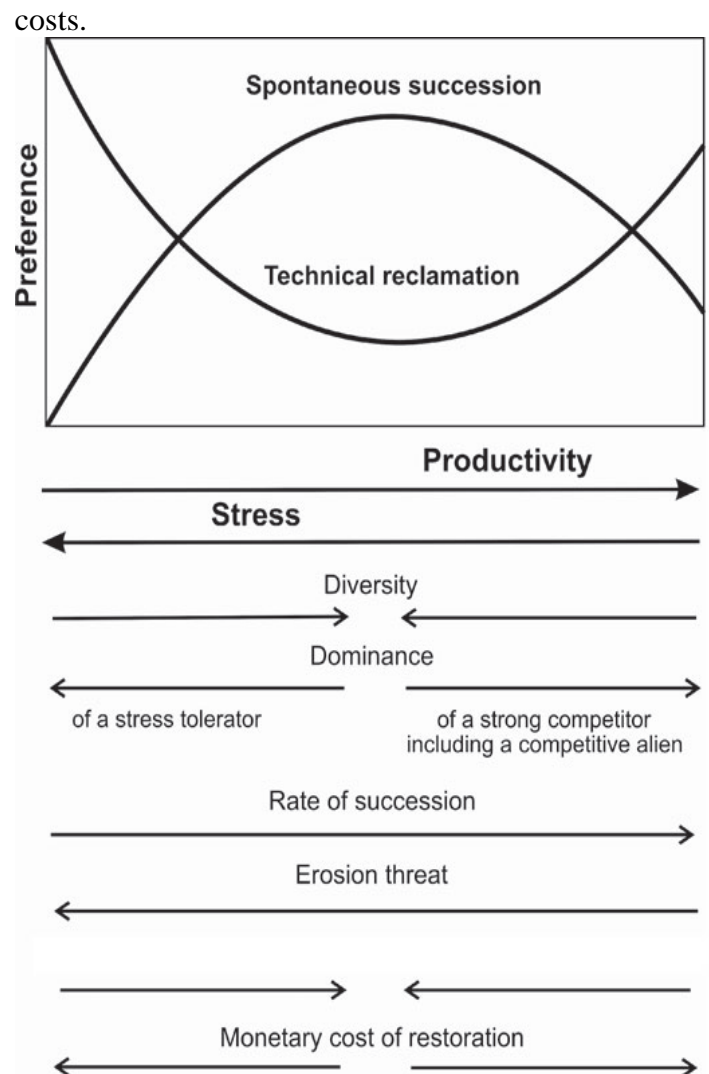 costs.
Spontaneous succession
Preference
Technical reclamation
Productivity
Stress
Diversity
Dominance
of a stress tolerator
of a strong competitor
including a competitive alien
Rate of succession
Erosion threat
Monetary cost of restoration